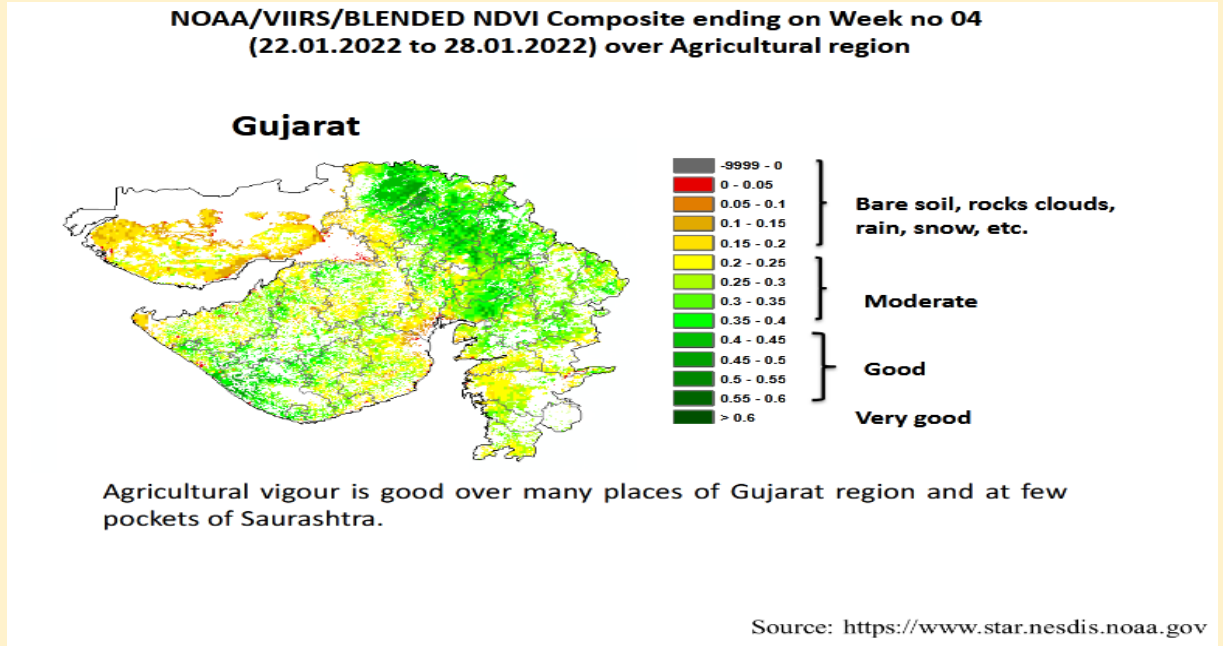 NOAA/VIIRS/BLENDED NDVI Composite ending on Week no 04
(22.01.2022 to 28.01.2022) over Agricultural region
Gujarat
-9999 - 0
0 - 0.05
0.05 - 0.1
0.1 - 0.15
0.15 - 0.2
0.2 - 0.25
0.25 - 0.3
0.3 - 0.35
0.35 - 0.4
0.4 - 0.45
0.45 - 0.5
0.5 - 0.55
0.55 - 0.6
> 0.6
Bare soil, rocks clouds,
rain, snow, etc.
Moderate
Good
Very good
Agricultural vigour is good over many places of Gujarat region and at few
pockets of Saurashtra.
Source: https://www.star.nesdis.noaa.gov